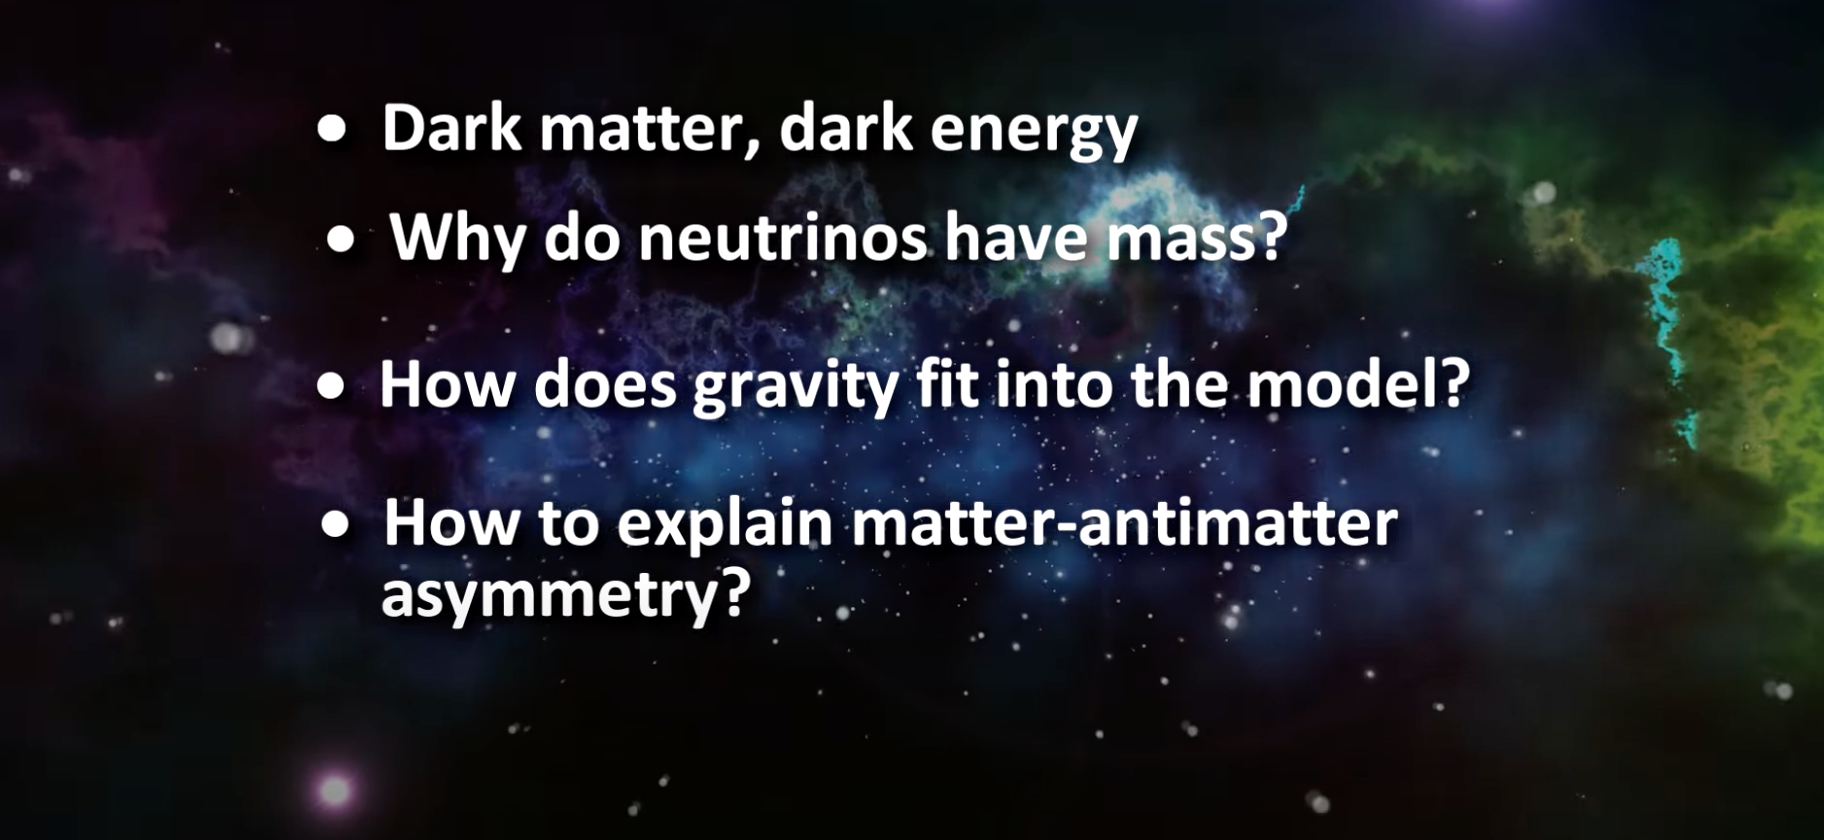 • Dark matter, dark energy
• Why do neutrinos have mass?
• How does gravity fit into the model?
• How to explain matter-antimatter
asymmetry?